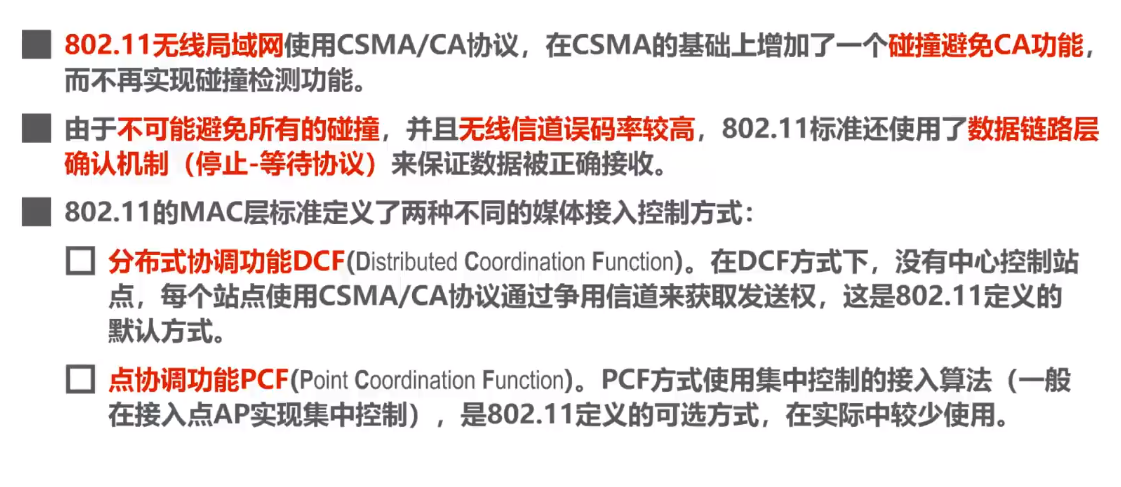 802.11无线局域网使用CSMA/CA协议，在CSMA的基础上增加了一个碰撞避免CA功能，
而不再实现碰撞检测功能。
由于不可能避免所有的碰撞，并且无线信道误码率较高，802.11标准还使用了数据链路层
确认机制（停止-等待协议）来保证数据被正确接收。
802.11的MAC层标准定义了两种不同的媒体接入控制方式：
分布式协调功能DCF(Distributed Coordination Function)。在DCF方式下，没有中心控制站
点，每个站点使用CSMA/CA协议通过争用信道来获取发送权，这是802.11定义的
默认方式。
点协调功能PCF(Point Coordination Function)。PCF方式使用集中控制的接入算法（一般
在接入点AP实现集中控制），是802.11定义的可选方式，在实际中较少使用。